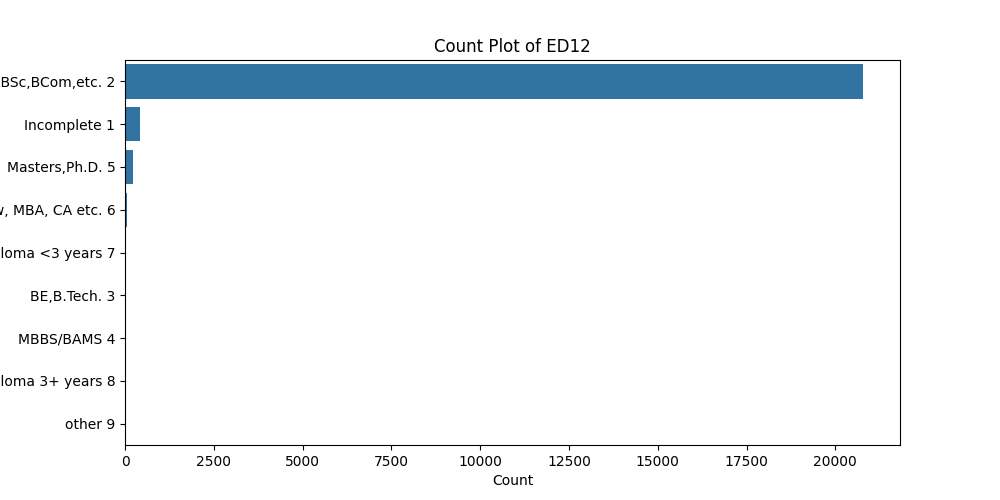 Count Plot of ED12
BSc,BCom,etc. 2
Incomplete 1
Masters,Ph.D. 5
, MBA, CA etc. 6
loma <3 years 7
BE,B.Tech. 3
MBBS/BAMS 4
loma 3+ years 8
other 9
0 2500 5000 7500 10000 12500 15000 17500 20000
Count